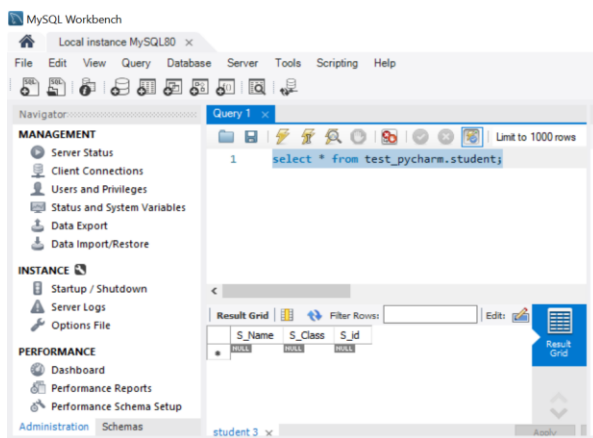 MySQL Workbench
Local instance MySQL80 ×
File Edit View Query Database Server Tools Scripting Help
Navigator
Query 1 ×
MANAGEMENT
Server Status
Client Connections
Users and Privileges
Status and System Variables
Data Export
Data Import/Restore
INSTANCE
Startup / Shutdown
Server Logs
Options File
PERFORMANCE
Dashboard
Performance Reports
Performance Schema Setup
Administration Schemas
Limit to 1000 rows
1 select * from test_pycharm.student;
Result Grid Filter Rows: Edit:
S_Name S_Class S_id
NULL NULL NULL
Result
Grid
student 3 ×
Apply